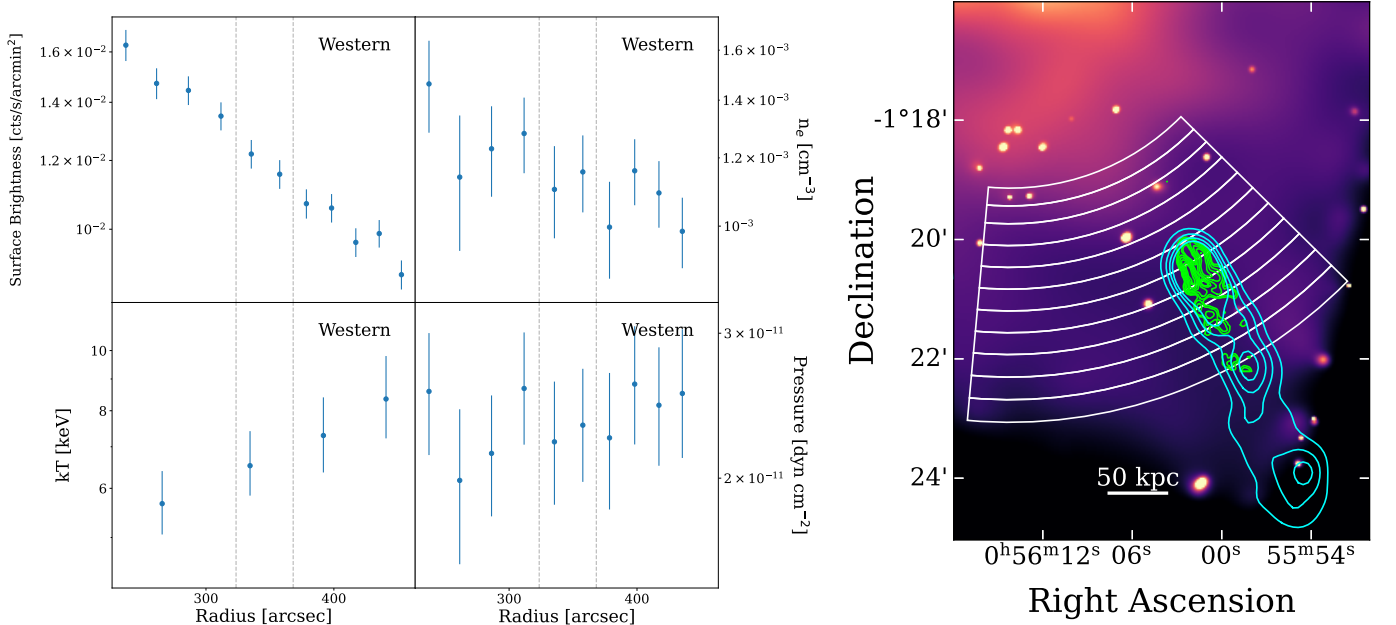 Surface Brightness [cts/s/arcmin²]
1.6 × 10⁻²
1.4 × 10⁻²
1.2 × 10⁻²
10⁻²
Western
Western
1.6 × 10⁻³
1.4 × 10⁻³
1.2 × 10⁻³
10⁻³
nₑ [cm⁻³]
kT [keV]
10
8
6
Western
Western
3 × 10⁻¹¹
2 × 10⁻¹¹
Pressure [dyn cm⁻²]
300
400
300
400
Radius [arcsec]
Radius [arcsec]
Declination
-1°18'
20'
22'
24'
50 kpc
0ʰ56ᵐ12ˢ
06ˢ
00ˢ
55ᵐ54ˢ
Right Ascension